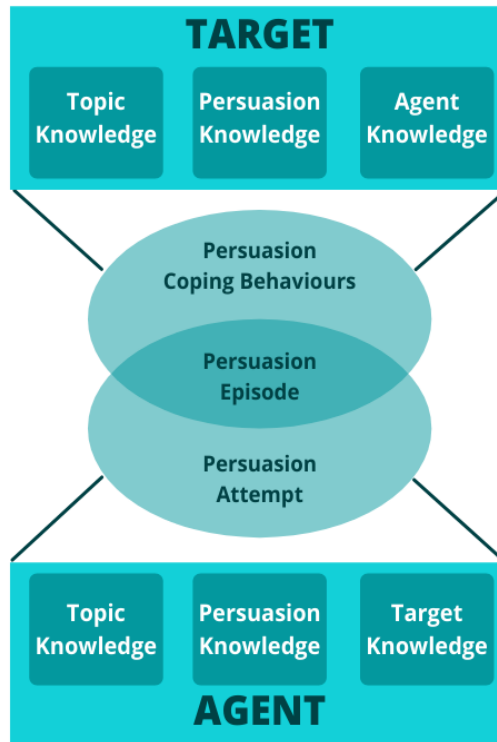 TARGET
Topic
Knowledge
Persuasion
Knowledge
Agent
Knowledge
Persuasion
Coping Behaviours
Persuasion
Episode
Persuasion
Attempt
Topic
Knowledge
Persuasion
Knowledge
Target
Knowledge
AGENT